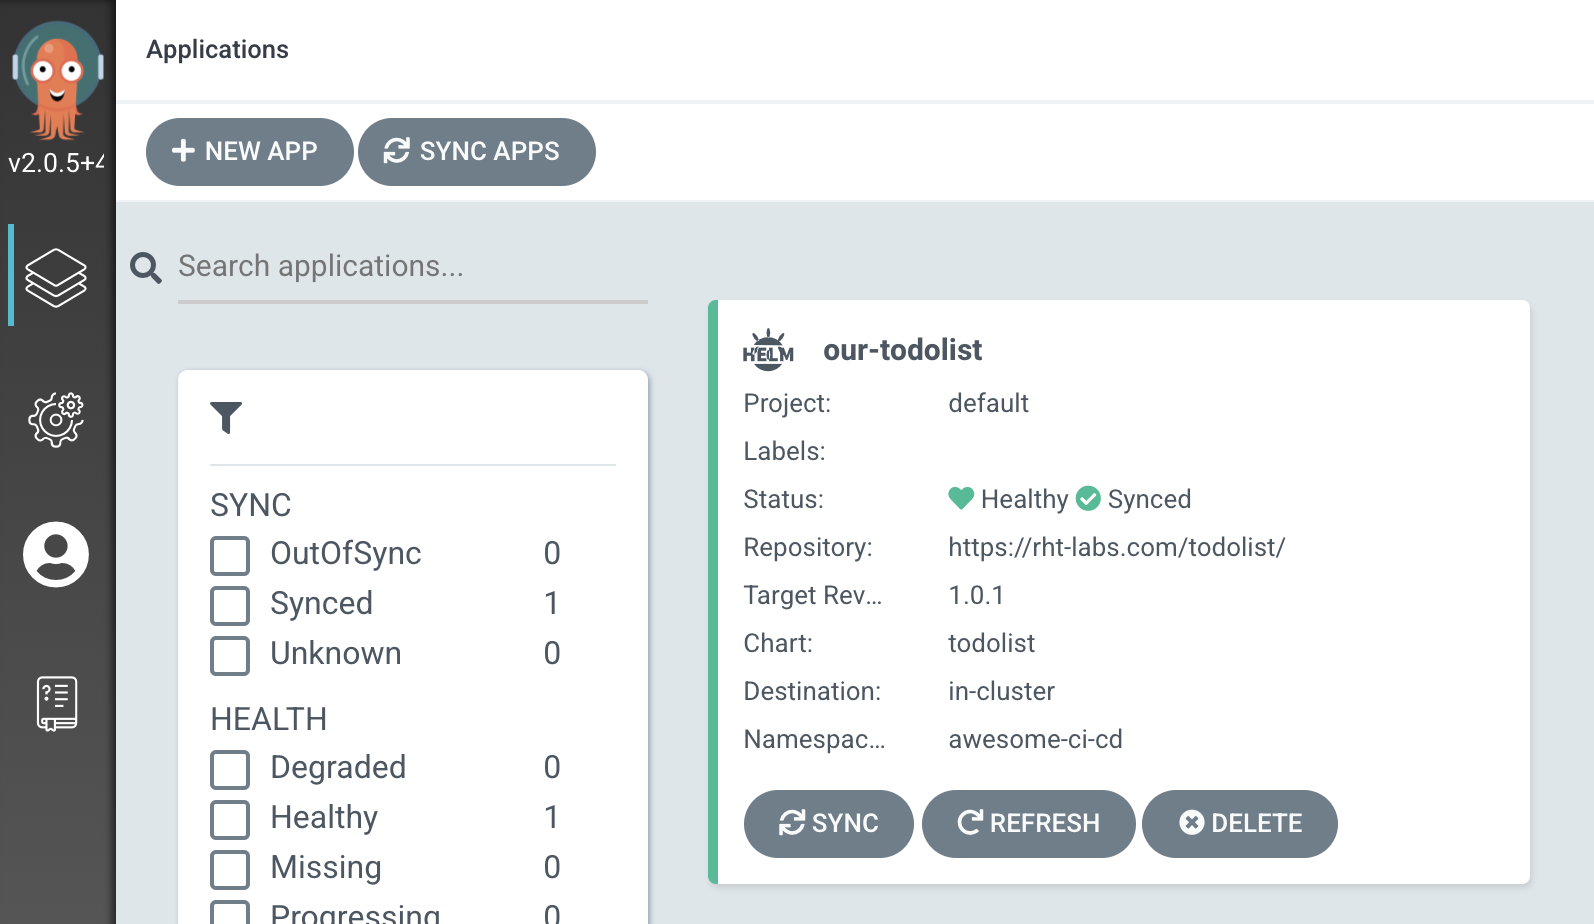 Applications
v2.0.5+4
NEW APP
SYNC APPS
Search applications...
SYNC
OutOfSync 0
Synced 1
Unknown 0
HEALTH
Degraded 0
Healthy 1
Missing 0
Progressing 0
HELM our-todolist
Project: default
Labels:
Status: Healthy Synced
Repository: https://rht-labs.com/todolist/
Target Rev... 1.0.1
Chart: todolist
Destination: in-cluster
Namespac... awesome-ci-cd
SYNC REFRESH DELETE